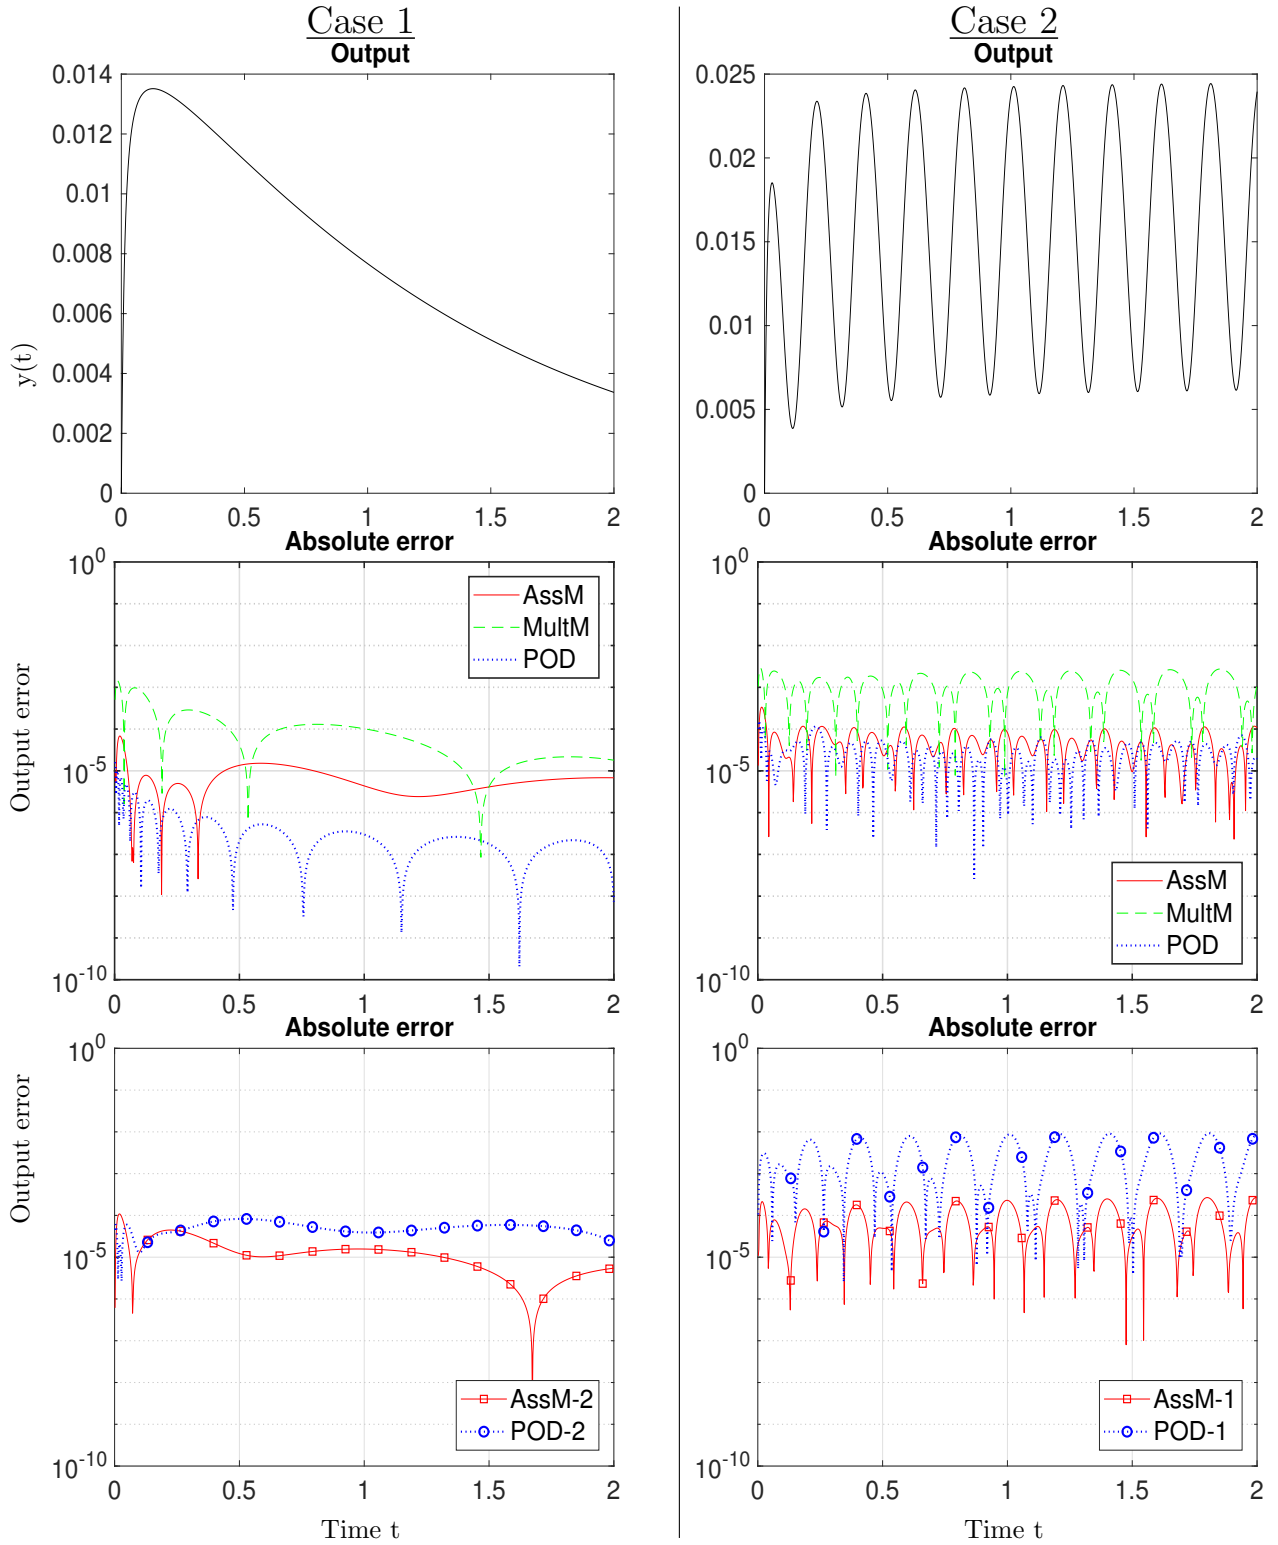 Case 1
Output
0.014
0.012
0.01
0.008
0.006
0.004
0.002
0
y(t)
0 0.5 1 1.5 2
Absolute error
10^0
10^-5
10^-10
Output error
AssM
MultM
POD
0 0.5 1 1.5 2
Absolute error
10^0
10^-5
10^-10
Output error
AssM-2
POD-2
0 0.5 1 1.5 2
Time t
Case 2
Output
0.025
0.02
0.015
0.01
0.005
0
0 0.5 1 1.5 2
Absolute error
10^0
10^-5
10^-10
AssM
MultM
POD
0 0.5 1 1.5 2
Absolute error
10^0
10^-5
10^-10
AssM-1
POD-1
0 0.5 1 1.5 2
Time t